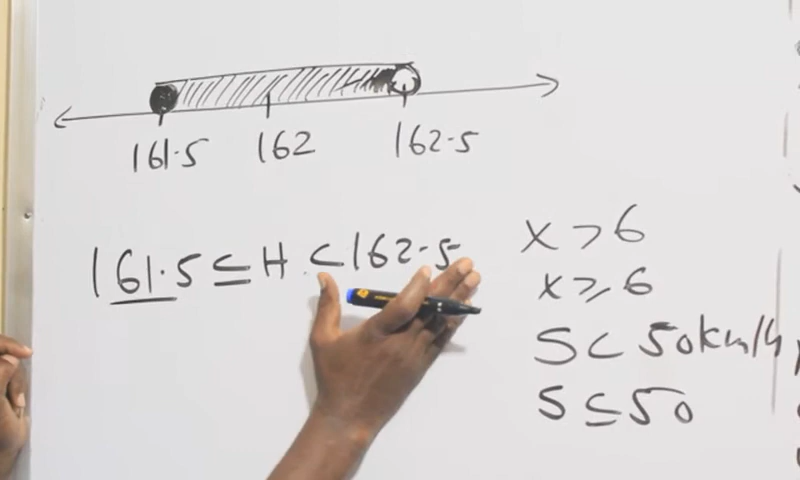 161.5 162 162.5
161.5 ≤ H < 162.5
x > 6
x ≥ 6
S < 50km/h
S ≤ 50